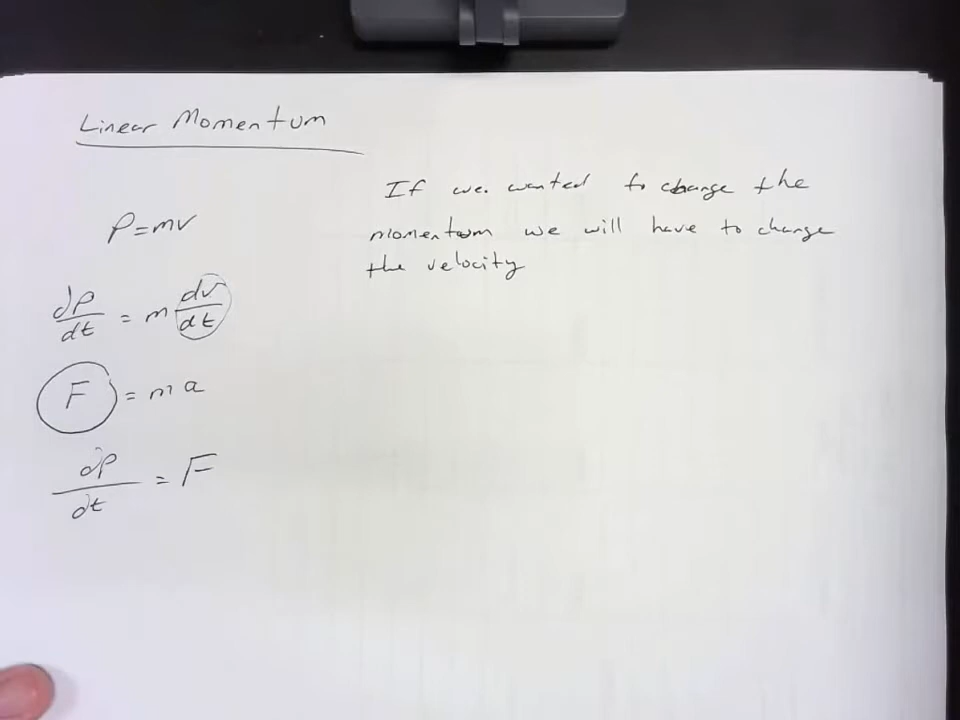 Linear Momentum
P = mv
dP/dt = m dv/dt
F = ma
dP/dt = F
If we. wanted to change the
momentum we will have to change
the velocity